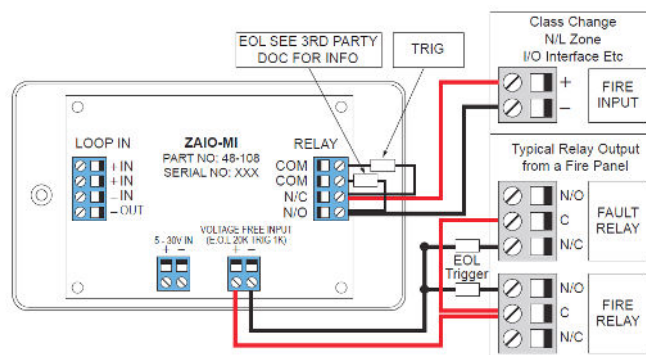 EOL SEE 3RD PARTY
DOC FOR INFO
TRIG
Class Change
N/L Zone
I/O Interface Etc
+
−
FIRE
INPUT
LOOP IN
+ IN
+ IN
− IN
− OUT
ZAIO-MI
PART NO: 48-108
SERIAL NO: XXX
RELAY
COM
COM
N/C
N/O
5 - 30V IN
+ −
VOLTAGE FREE INPUT
(E.O.L 20K TRIG 1K)
+ −
Typical Relay Output
from a Fire Panel
N/O
C
N/C
FAULT
RELAY
EOL
Trigger
N/O
C
N/C
FIRE
RELAY